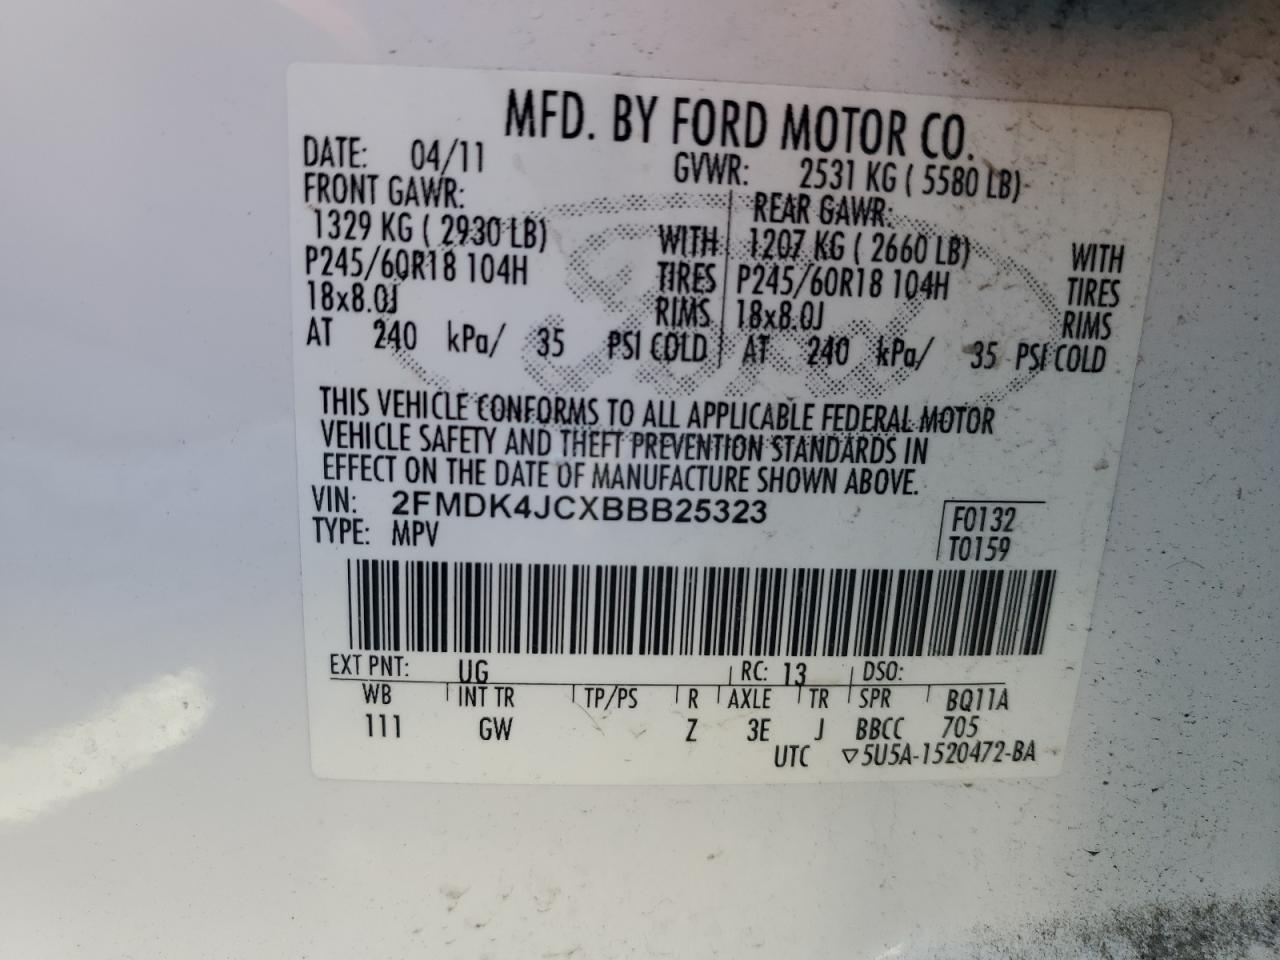 MFD. BY FORD MOTOR CO.
DATE: 04/11 GVWR: 2531 KG ( 5580 LB)
FRONT GAWR: REAR GAWR:
1329 KG ( 2930 LB) WITH 1207 KG ( 2660 LB) WITH
P245/60R18 104H TIRES P245/60R18 104H TIRES
18x8.0J RIMS 18x8.0J RIMS
AT 240 kPa/ 35 PSI COLD AT 240 kPa/ 35 PSI COLD
THIS VEHICLE CONFORMS TO ALL APPLICABLE FEDERAL MOTOR
VEHICLE SAFETY AND THEFT PREVENTION STANDARDS IN
EFFECT ON THE DATE OF MANUFACTURE SHOWN ABOVE.
VIN: 2FMDK4JCXBBB25323 F0132
TYPE: MPV T0159
EXT PNT: UG RC: 13 DSO:
WB INT TR TP/PS R AXLE TR SPR BQ11A
111 GW Z 3E J BBCC 705
UTC ▽5U5A-1520472-BA
Ford